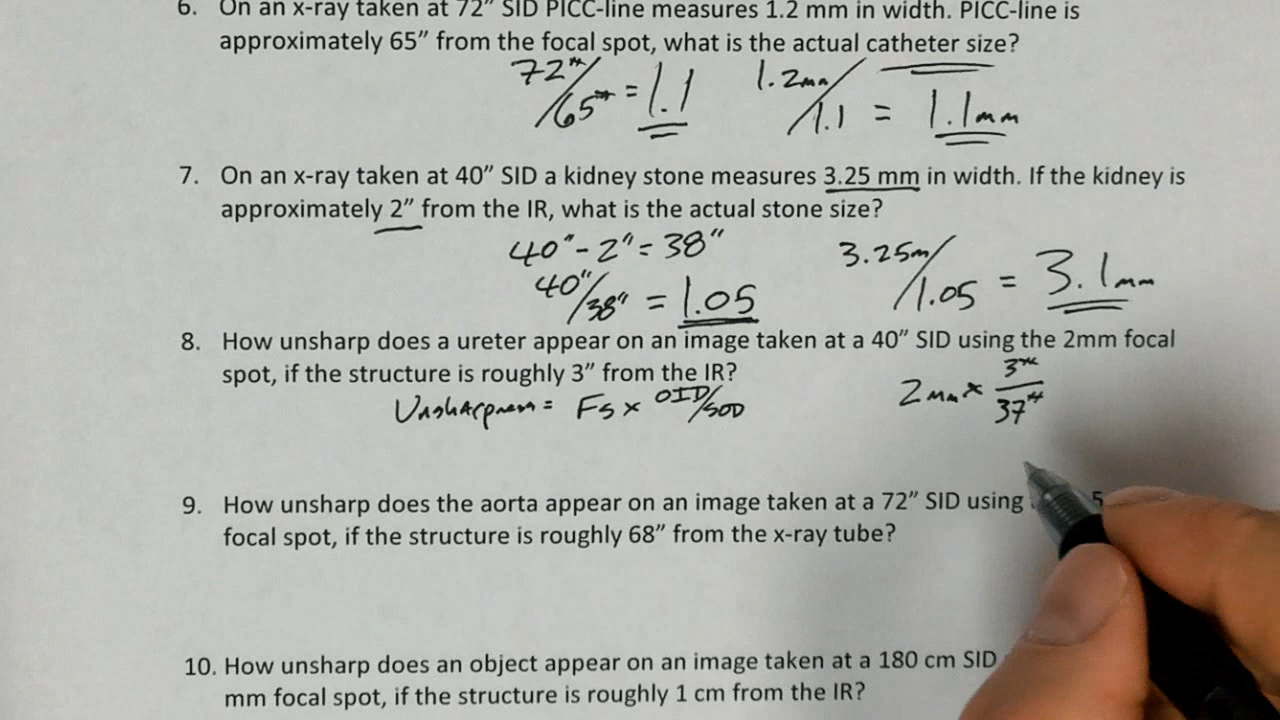 6. On an x-ray taken at 72” SID PICC-line measures 1.2 mm in width. PICC-line is
approximately 65” from the focal spot, what is the actual catheter size?
72"/65" = 1.1 1.2mm/1.1 = 1.1mm
7. On an x-ray taken at 40” SID a kidney stone measures 3.25 mm in width. If the kidney is
approximately 2” from the IR, what is the actual stone size?
40" - 2" = 38"
40"/38" = 1.05 3.25m/1.05 = 3.1mm
8. How unsharp does a ureter appear on an image taken at a 40” SID using the 2mm focal
spot, if the structure is roughly 3” from the IR?
Unsharpness = FS x OID/SOD 2mm x 3"/37"
9. How unsharp does the aorta appear on an image taken at a 72” SID using 5
focal spot, if the structure is roughly 68” from the x-ray tube?
10. How unsharp does an object appear on an image taken at a 180 cm SID
mm focal spot, if the structure is roughly 1 cm from the IR?